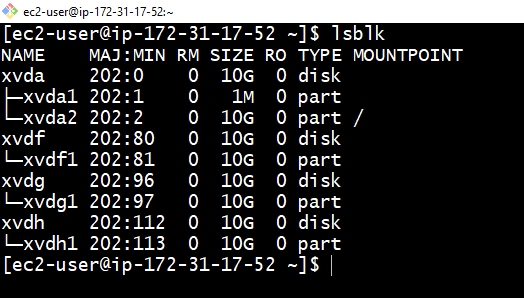 ec2-user@ip-172-31-17-52:~
[ec2-user@ip-172-31-17-52 ~]$ lsblk
NAME    MAJ:MIN RM SIZE RO TYPE MOUNTPOINT
xvda    202:0    0  10G  0 disk
├─xvda1 202:1    0   1M  0 part
└─xvda2 202:2    0  10G  0 part /
xvdf    202:80   0  10G  0 disk
└─xvdf1 202:81   0  10G  0 part
xvdg    202:96   0  10G  0 disk
└─xvdg1 202:97   0  10G  0 part
xvdh    202:112  0  10G  0 disk
└─xvdh1 202:113  0  10G  0 part
[ec2-user@ip-172-31-17-52 ~]$